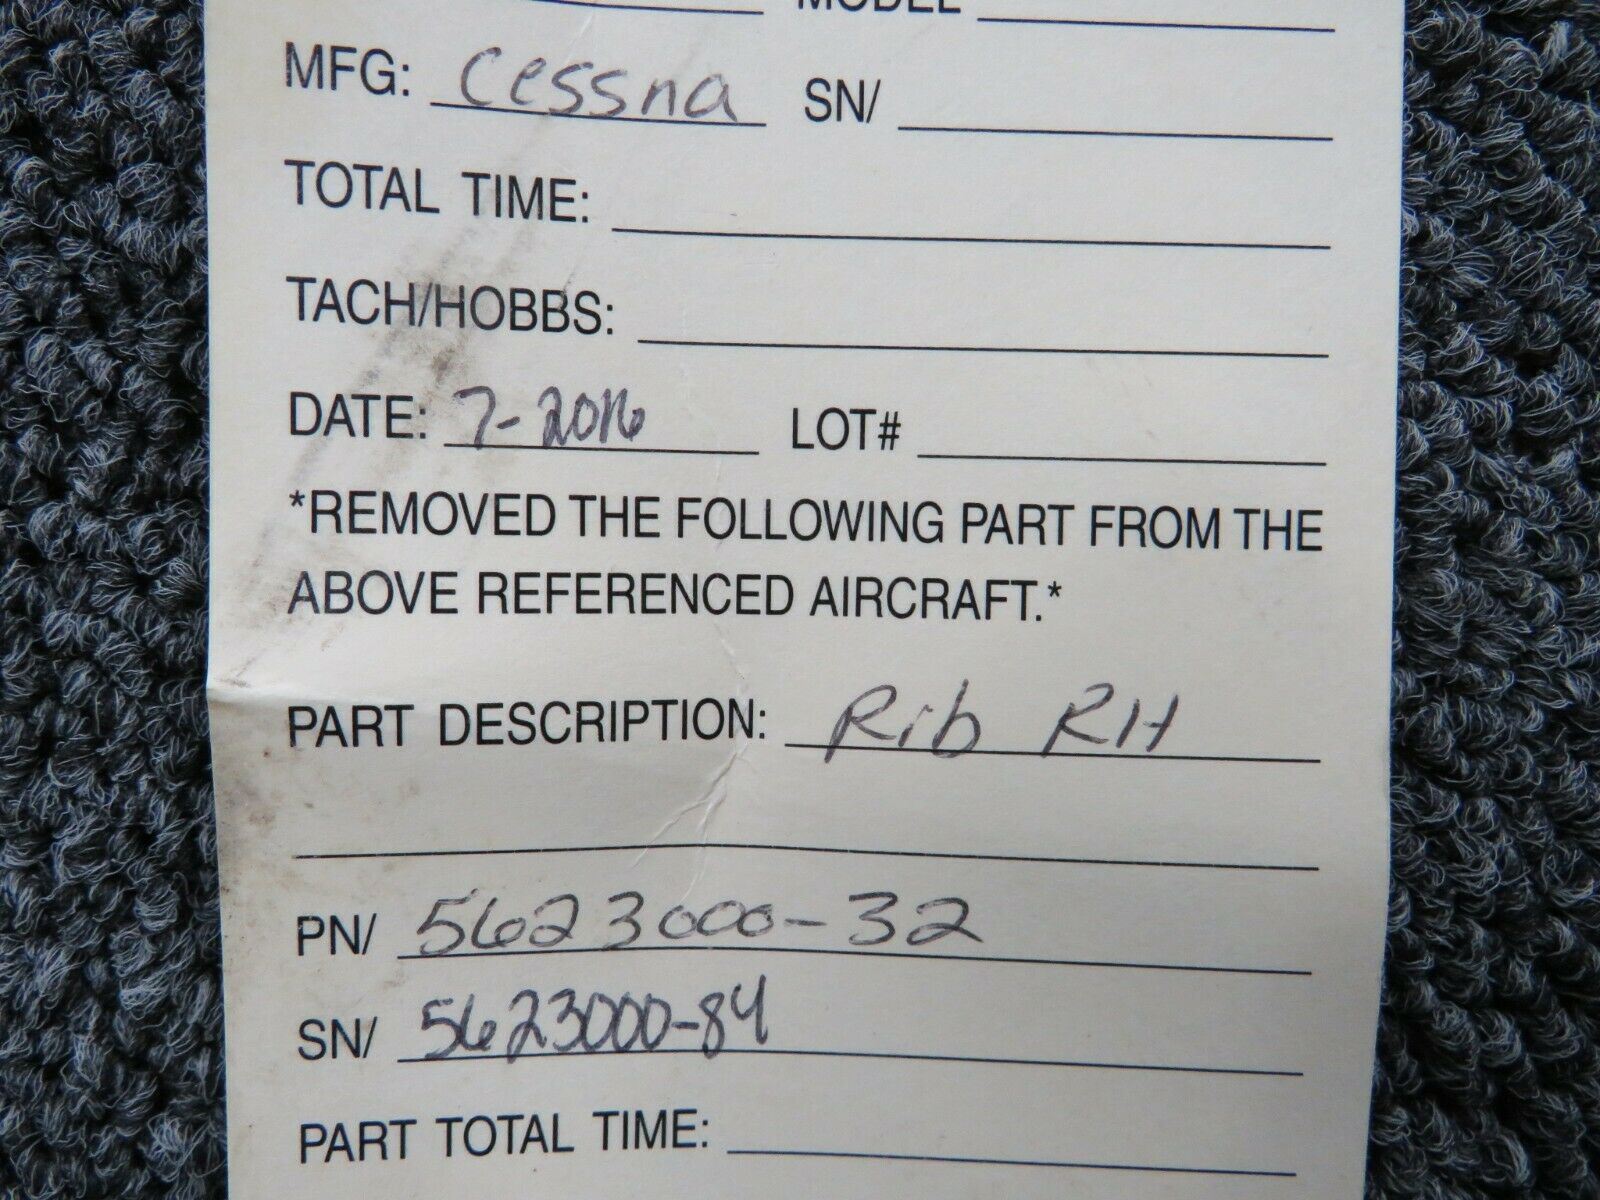 MODEL
MFG: Cessna SN/
TOTAL TIME:
TACH/HOBBS:
DATE: 7-2016 LOT#
*REMOVED THE FOLLOWING PART FROM THE
ABOVE REFERENCED AIRCRAFT.*
PART DESCRIPTION: Rib RH
PN/ 5623000-32
SN/ 5623000-84
PART TOTAL TIME: